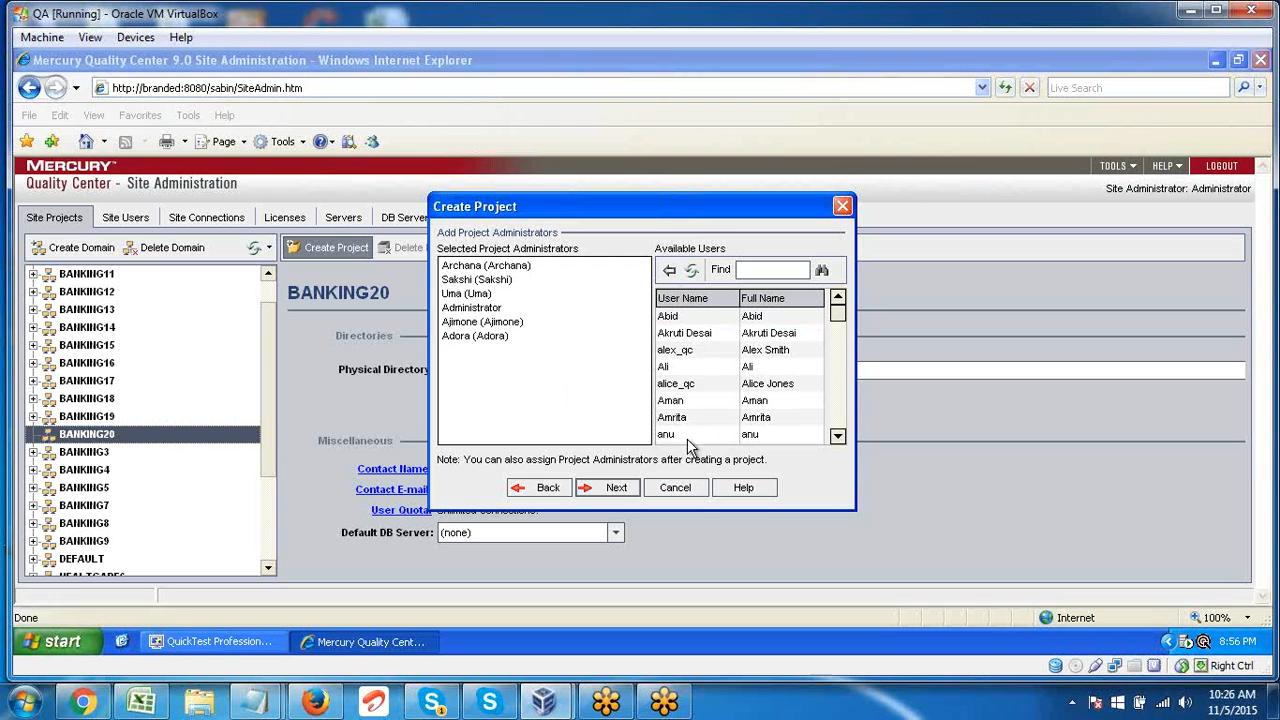 QA [Running] - Oracle VM VirtualBox
Machine View Devices Help
Mercury Quality Center 9.0 Site Administration - Windows Internet Explorer
http://branded:8080/sabin/SiteAdmin.htm
Live Search
File Edit View Favorites Tools Help
Page Tools
MERCURY™
TOOLS HELP LOGOUT
Quality Center - Site Administration
Site Administrator: Administrator
Site Projects Site Users Site Connections Licenses Servers DB Server
Create Domain Delete Domain
Create Project Delete
BANKING11
BANKING12
BANKING13
BANKING14
BANKING15
BANKING16
BANKING17
BANKING18
BANKING19
BANKING20
BANKING3
BANKING4
BANKING5
BANKING7
BANKING8
BANKING9
DEFAULT
BANKING20
Directories
Physical Directory
Miscellaneous
Contact Name
Contact E-mail
User Quota:
Default DB Server: (none)
Create Project
Add Project Administrators
Selected Project Administrators
Archana (Archana)
Sakshi (Sakshi)
Uma (Uma)
Administrator
Ajimone (Ajimone)
Adora (Adora)
Available Users
Find
User Name Full Name
Abid Abid
Akruti Desai Akruti Desai
alex_qc Alex Smith
Ali Ali
alice_qc Alice Jones
Aman Aman
Amrita Amrita
anu anu
Note: You can also assign Project Administrators after creating a project.
Back Next Cancel Help
Done
Internet
100%
start
QuickTest Profession...
Mercury Quality Cent...
8:56 PM
Right Ctrl
10:26 AM
11/5/2015